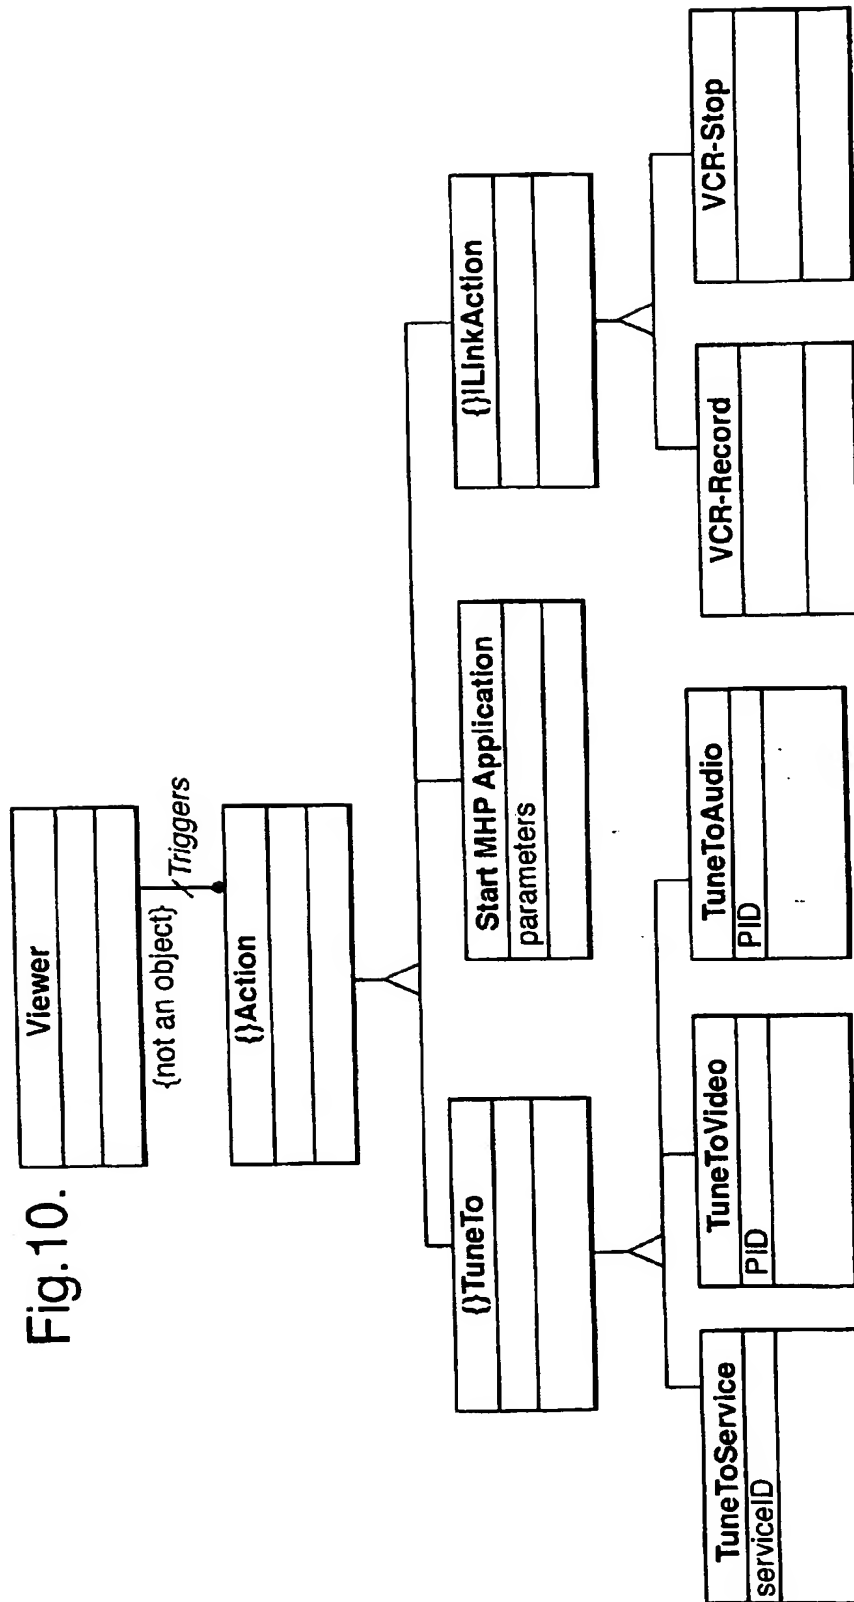 Fig.10.
Viewer
{not an object}
Triggers
{}Action
{}TuneTo
Start MHP Application
parameters
{}iLInkAction
TuneToService
serviceID
TuneToVideo
PID
TuneToAudio
PID
VCR-Record
VCR-Stop